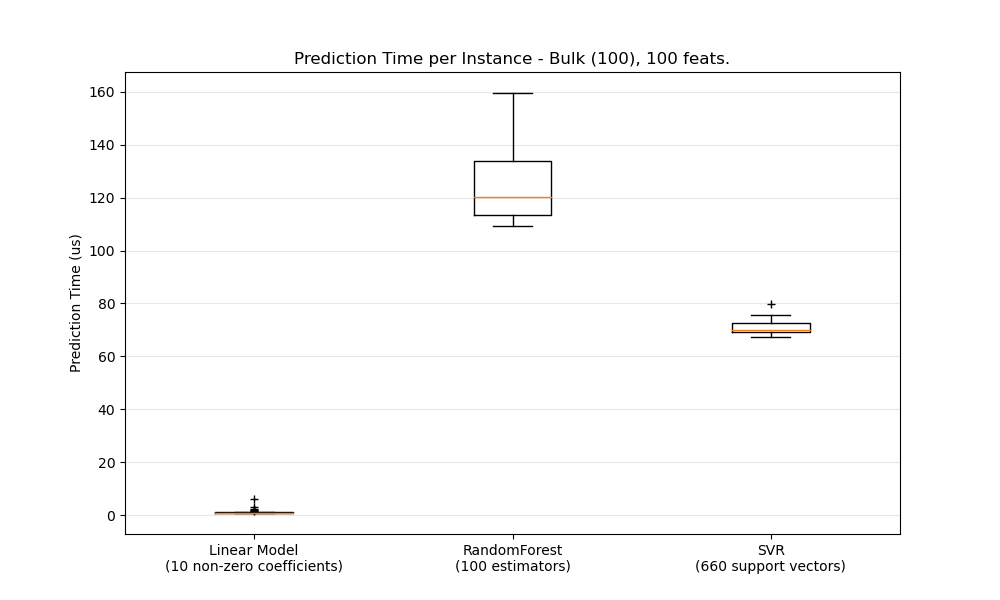 Prediction Time per Instance - Bulk (100), 100 feats.
Prediction Time (us)
160
140
120
100
80
60
40
20
0
Linear Model
(10 non-zero coefficients)
RandomForest
(100 estimators)
SVR
(660 support vectors)